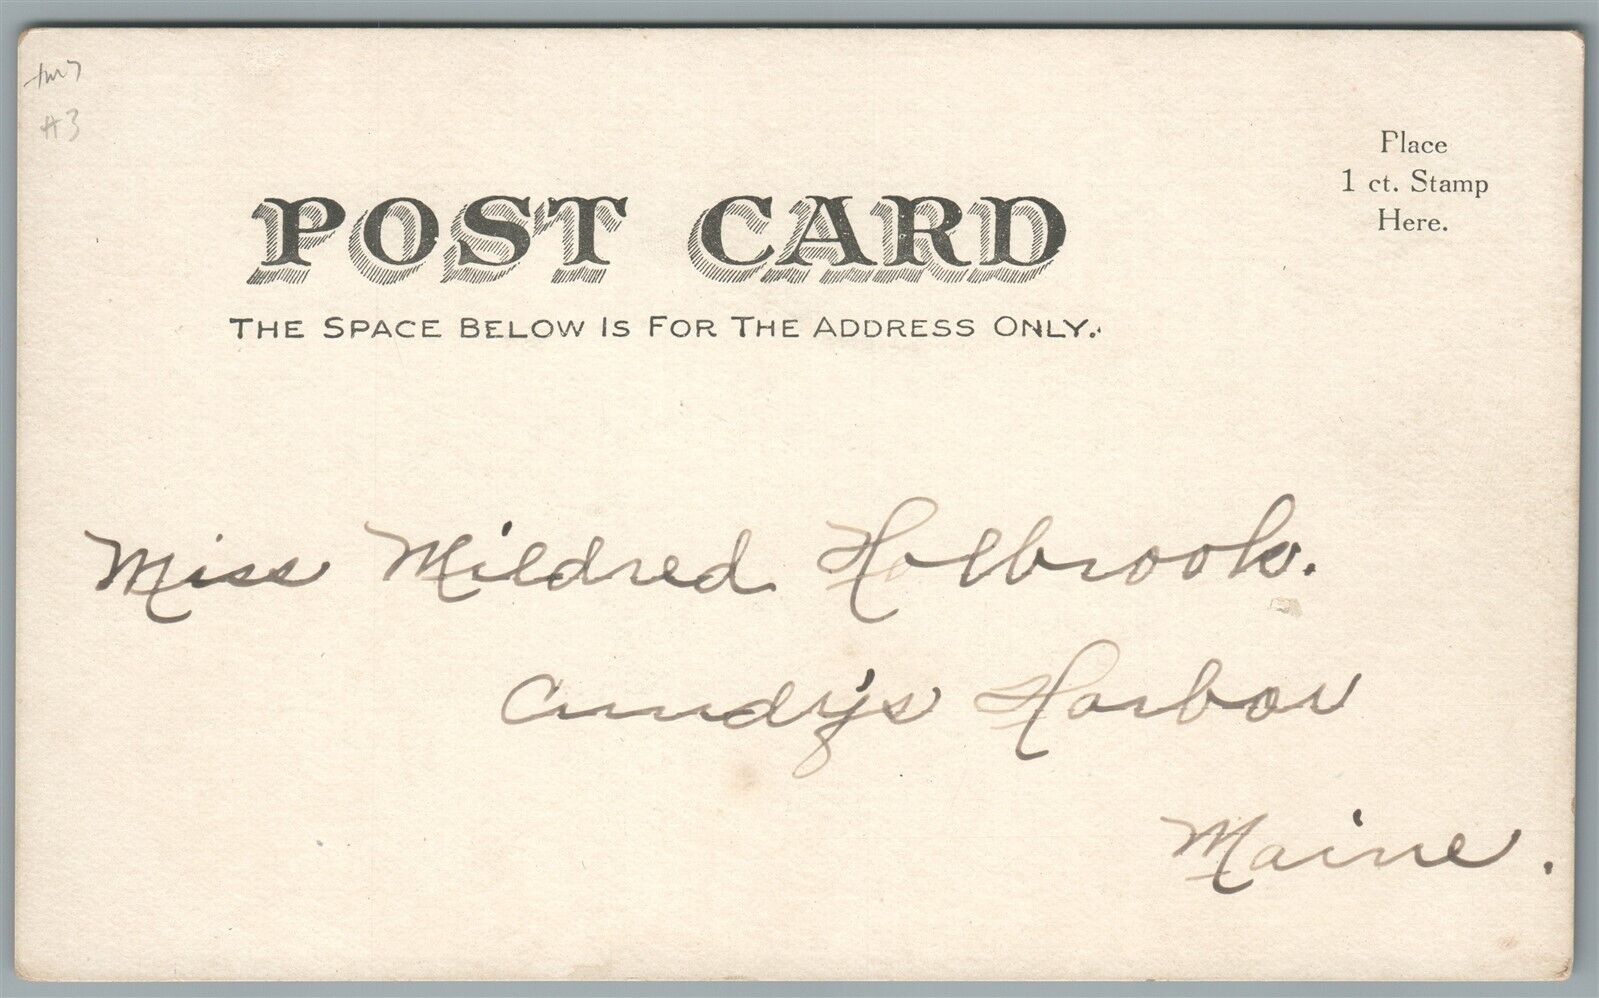 #3
Place
1 ct. Stamp
Here.
POST CARD
THE SPACE BELOW IS FOR THE ADDRESS ONLY.
Miss Mildred Holbrook.
Cundy's Harbor
Maine.